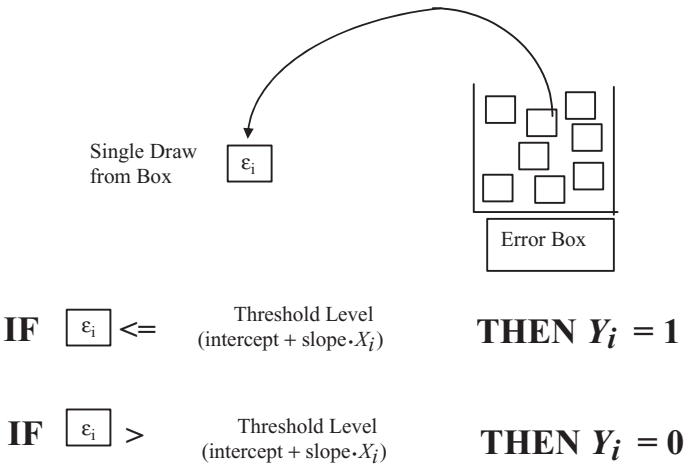 Single Draw
from Box
εi
Error Box
IF εi <= Threshold Level
(intercept + slope·Xi)
THEN Yi = 1
IF εi > Threshold Level
(intercept + slope·Xi)
THEN Yi = 0